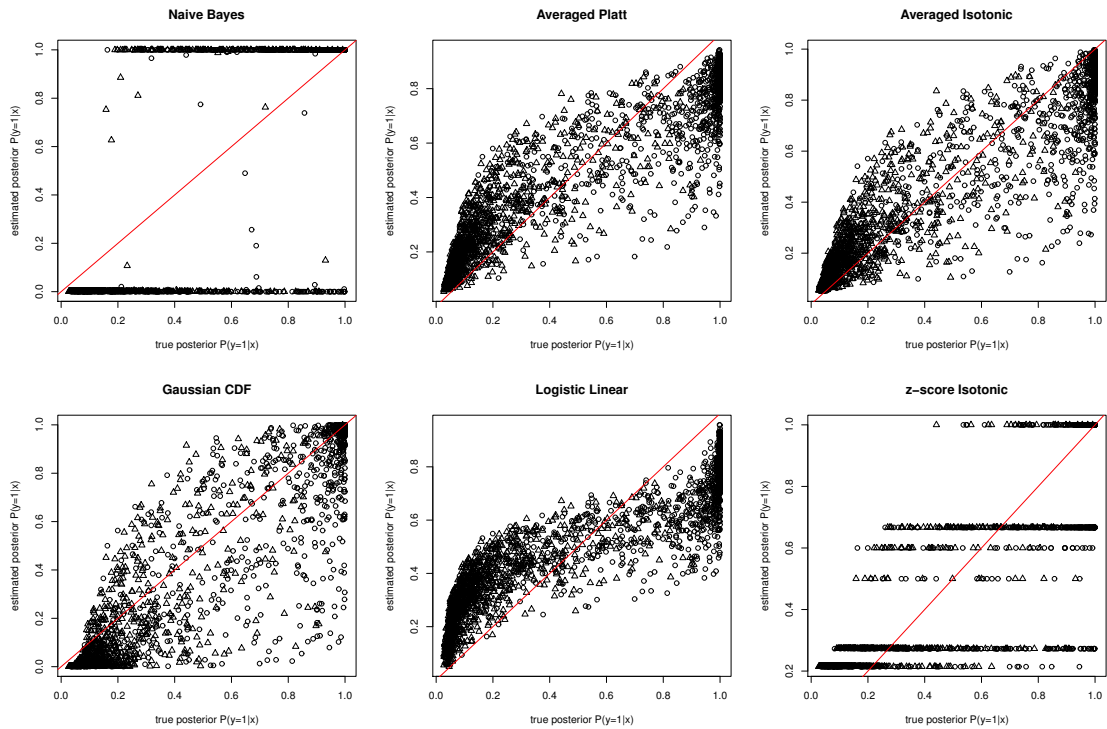 Naive Bayes
estimated posterior P(y=1|x)
1.0
0.8
0.6
0.4
0.2
0.0
0.0 0.2 0.4 0.6 0.8 1.0
true posterior P(y=1|x)
Averaged Platt
estimated posterior P(y=1|x)
0.8
0.6
0.4
0.2
0.0 0.2 0.4 0.6 0.8 1.0
true posterior P(y=1|x)
Averaged Isotonic
estimated posterior P(y=1|x)
1.0
0.8
0.6
0.4
0.2
0.0 0.2 0.4 0.6 0.8 1.0
true posterior P(y=1|x)
Gaussian CDF
estimated posterior P(y=1|x)
1.0
0.8
0.6
0.4
0.2
0.0
0.0 0.2 0.4 0.6 0.8 1.0
true posterior P(y=1|x)
Logistic Linear
estimated posterior P(y=1|x)
0.8
0.6
0.4
0.2
0.0 0.2 0.4 0.6 0.8 1.0
true posterior P(y=1|x)
z−score Isotonic
estimated posterior P(y=1|x)
1.0
0.8
0.6
0.4
0.2
0.0 0.2 0.4 0.6 0.8 1.0
true posterior P(y=1|x)